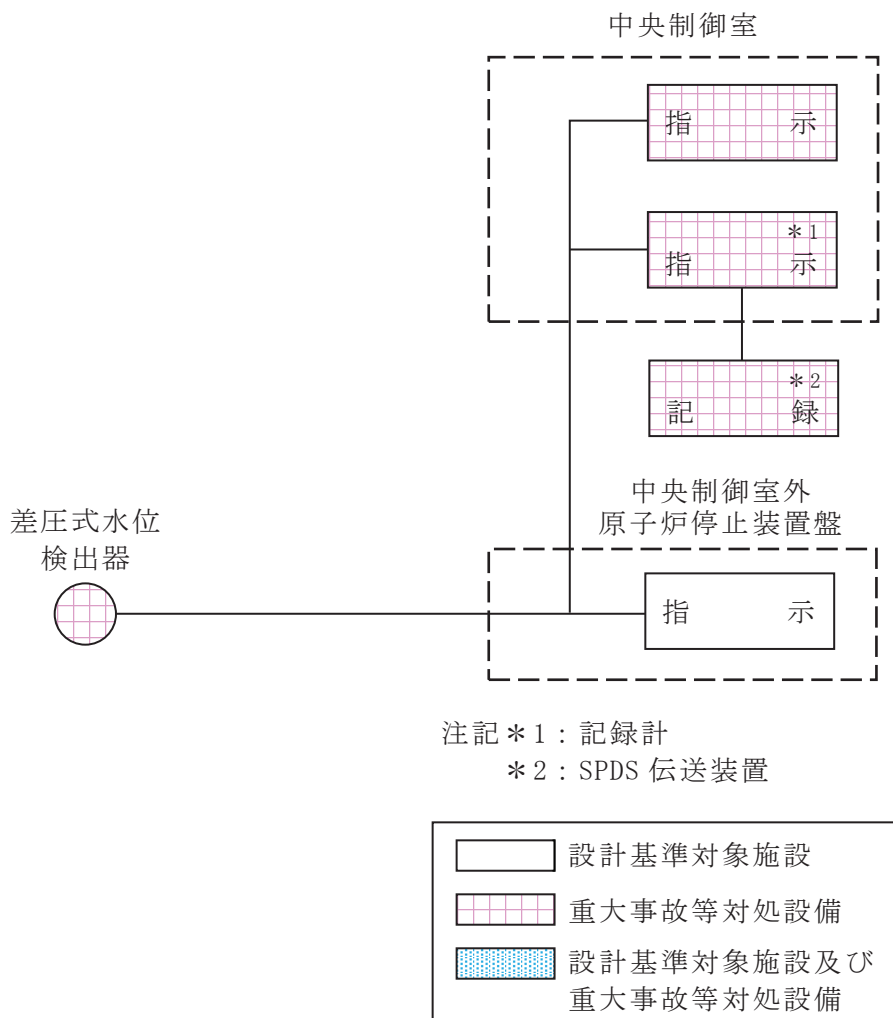 中央制御室
指 示
＊1
指 示
＊2
記 録
中央制御室外
原子炉停止装置盤
差圧式水位
検出器
指 示
注記＊1：記録計
＊2：SPDS 伝送装置
設計基準対象施設
重大事故等対処設備
設計基準対象施設及び
重大事故等対処設備